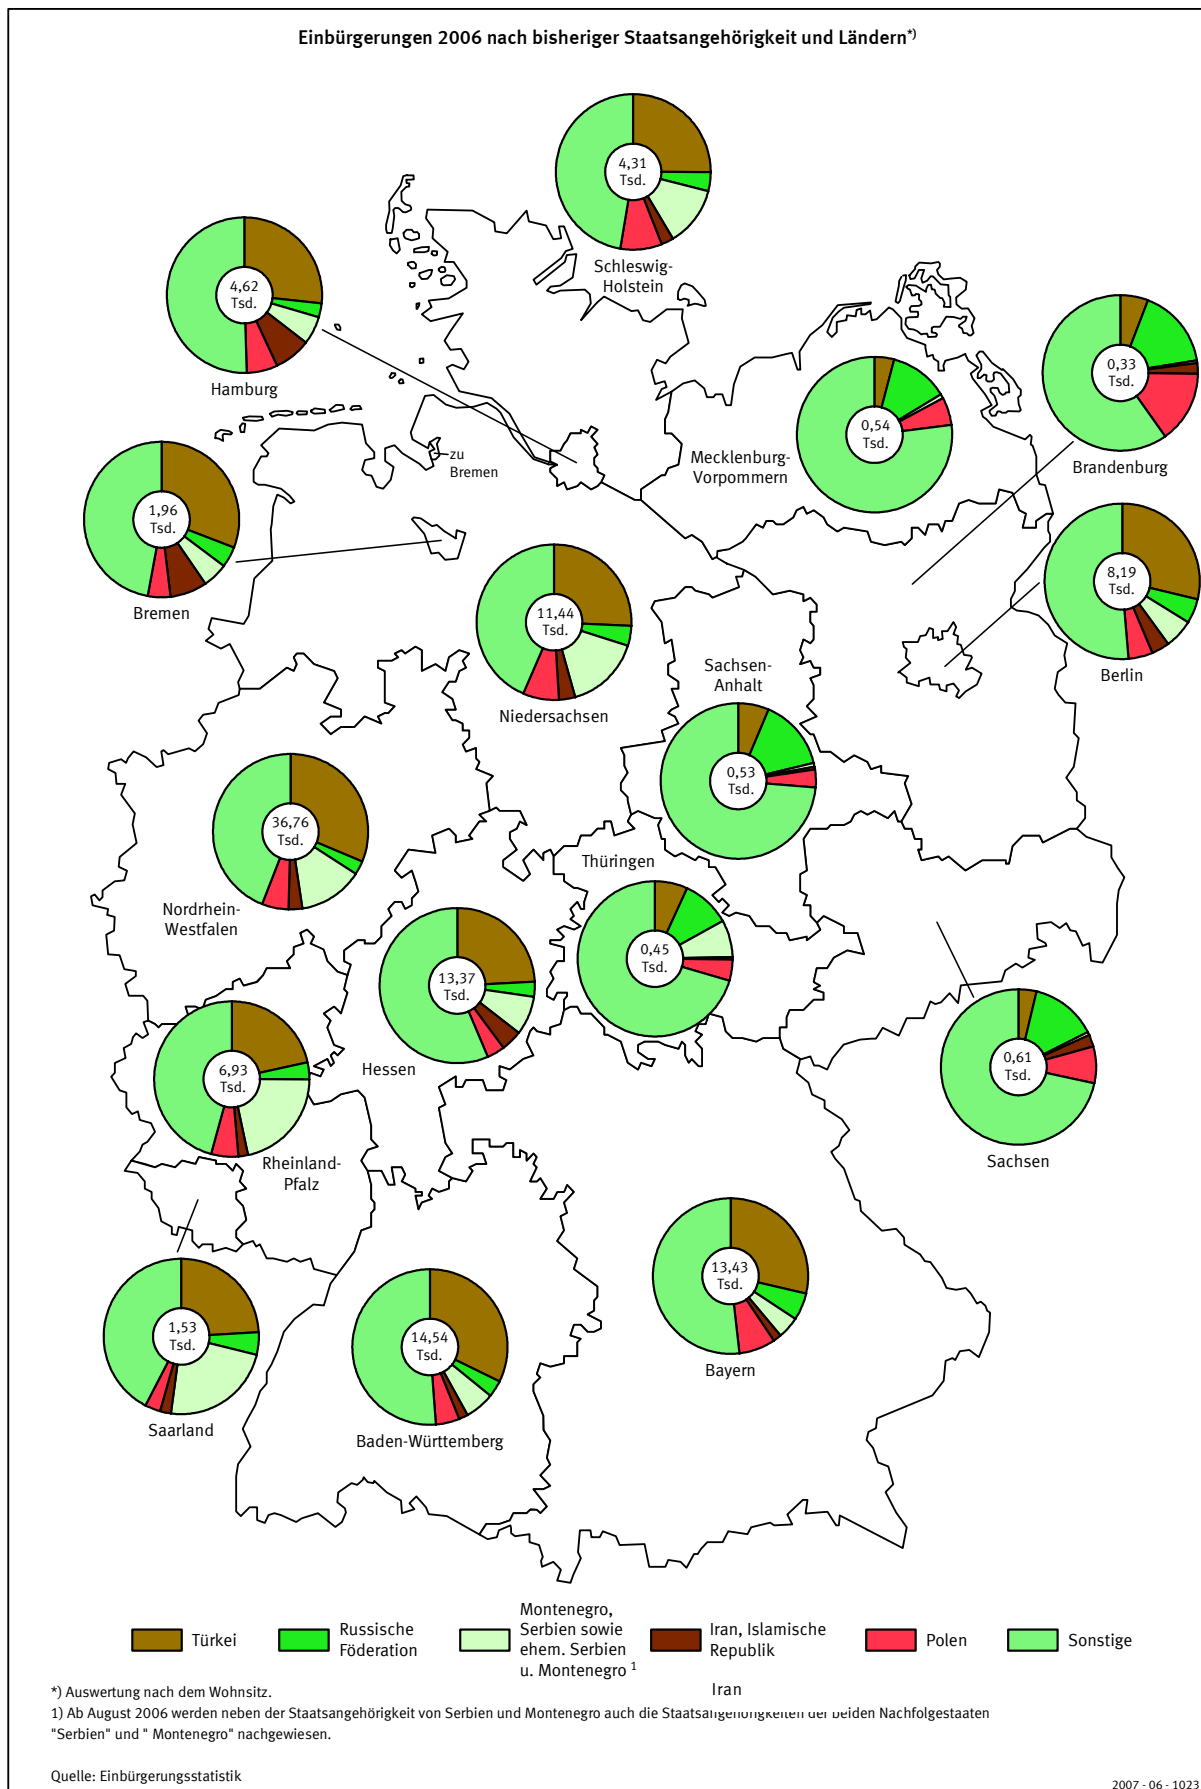 Einbürgerungen 2006 nach bisheriger Staatsangehörigkeit und Ländern*)
4,31
Tsd.
Schleswig-
Holstein
4,62
Tsd.
Hamburg
0,33
Tsd.
Brandenburg
0,54
Tsd.
Mecklenburg-
Vorpommern
zu
Bremen
1,96
Tsd.
Bremen
8,19
Tsd.
Berlin
11,44
Tsd.
Niedersachsen
Sachsen-
Anhalt
0,53
Tsd.
36,76
Tsd.
Nordrhein-
Westfalen
Thüringen
0,45
Tsd.
13,37
Tsd.
Hessen
6,93
Tsd.
Rheinland-
Pfalz
0,61
Tsd.
Sachsen
1,53
Tsd.
Saarland
14,54
Tsd.
Baden-Württemberg
13,43
Tsd.
Bayern
Türkei
Russische
Föderation
Montenegro,
Serbien sowie
ehem. Serbien
u. Montenegro 1
Iran, Islamische
Republik
Polen
Sonstige
Iran
*) Auswertung nach dem Wohnsitz.
1) Ab August 2006 werden neben der Staatsangehörigkeit von Serbien und Montenegro auch die Staatsangehörigkeiten der beiden Nachfolgestaaten
"Serbien" und " Montenegro" nachgewiesen.
Quelle: Einbürgerungsstatistik
2007 - 06 - 1023